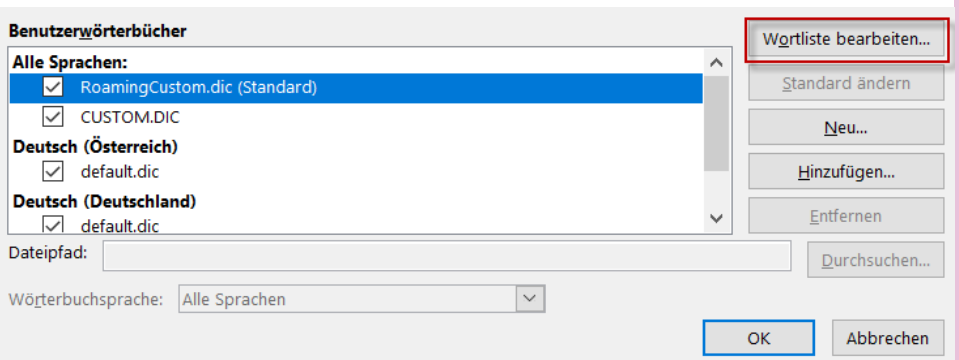 Benutzerwörterbücher
Alle Sprachen:
RoamingCustom.dic (Standard)
CUSTOM.DIC
Deutsch (Österreich)
default.dic
Deutsch (Deutschland)
default.dic
Wortliste bearbeiten...
Standard ändern
Neu...
Hinzufügen...
Entfernen
Dateipfad:
Durchsuchen...
Wörterbuchsprache: Alle Sprachen
OK Abbrechen